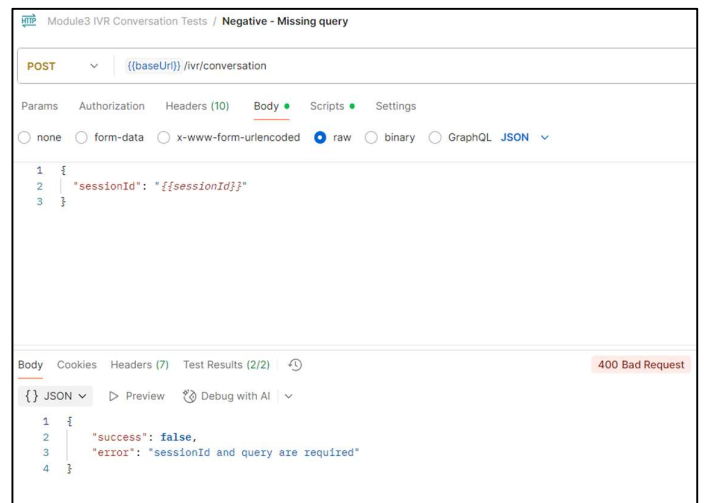 HTTP Module3 IVR Conversation Tests / Negative - Missing query
POST {{baseUrl}} /ivr/conversation
Params Authorization Headers (10) Body Scripts Settings
none form-data x-www-form-urlencoded raw binary GraphQL JSON
1 {
2 "sessionId": "{{sessionId}}"
3 }
Body Cookies Headers (7) Test Results (2/2) 400 Bad Request
{} JSON Preview Debug with AI
1 {
2 "success": false,
3 "error": "sessionId and query are required"
4 }